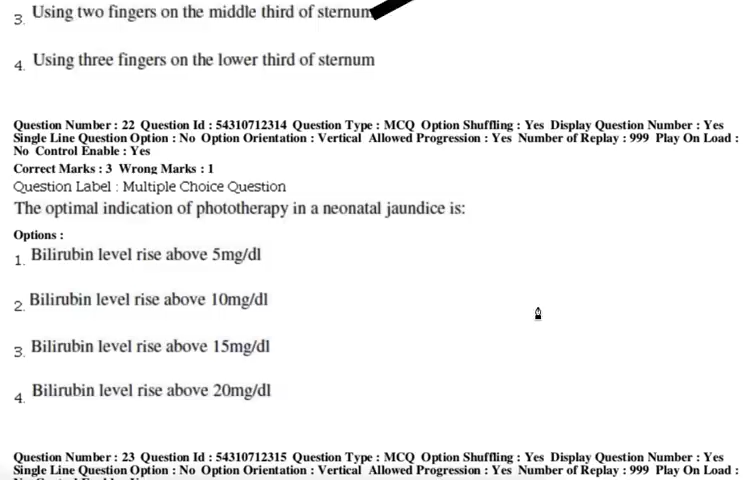 3. Using two fingers on the middle third of sternum
4. Using three fingers on the lower third of sternum
Question Number : 22 Question Id : 54310712314 Question Type : MCQ Option Shuffling : Yes Display Question Number : Yes
Single Line Question Option : No Option Orientation : Vertical Allowed Progression : Yes Number of Replay : 999 Play On Load :
No Control Enable : Yes
Correct Marks : 3 Wrong Marks : 1
Question Label : Multiple Choice Question
The optimal indication of phototherapy in a neonatal jaundice is:
Options :
1. Bilirubin level rise above 5mg/dl
2. Bilirubin level rise above 10mg/dl
3. Bilirubin level rise above 15mg/dl
4. Bilirubin level rise above 20mg/dl
Question Number : 23 Question Id : 54310712315 Question Type : MCQ Option Shuffling : Yes Display Question Number : Yes
Single Line Question Option : No Option Orientation : Vertical Allowed Progression : Yes Number of Replay : 999 Play On Load :